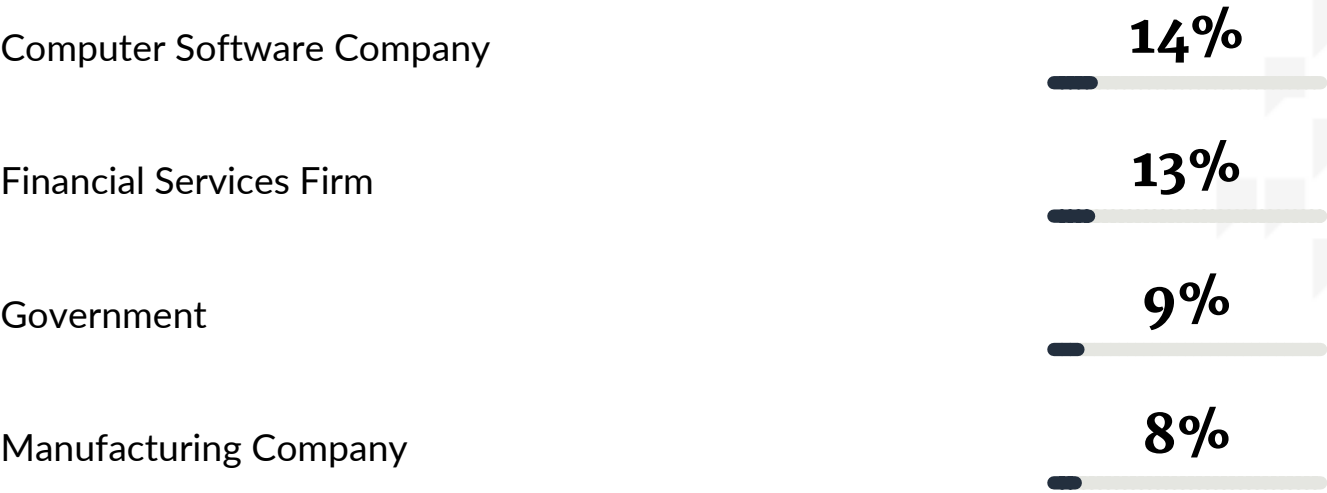 Computer Software Company 14%
Financial Services Firm 13%
Government 9%
Manufacturing Company 8%